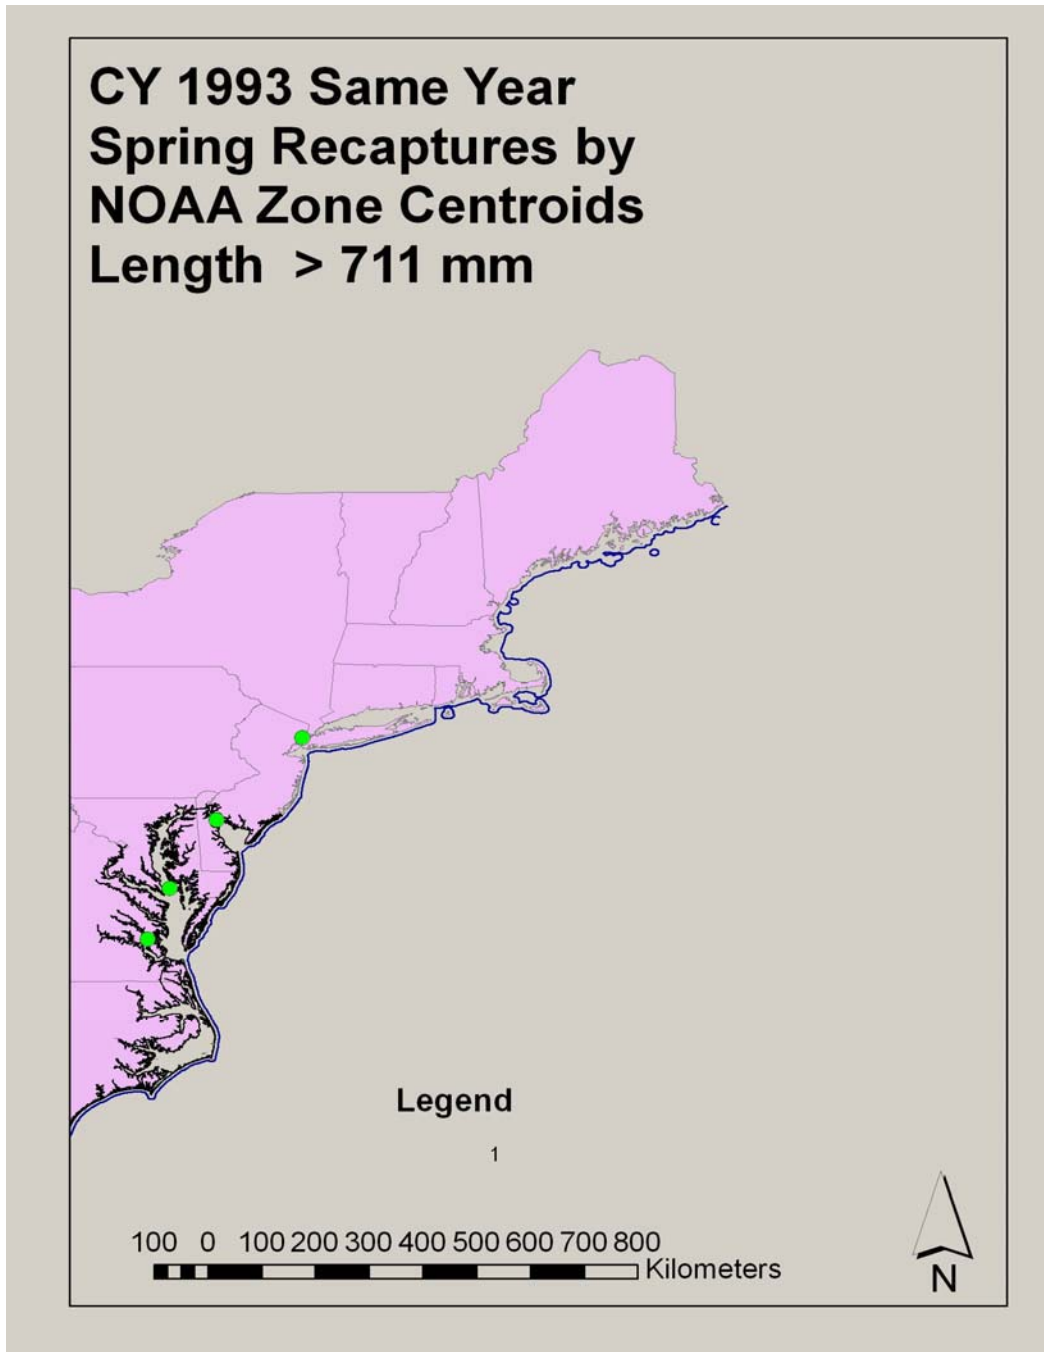 CY 1993 Same Year
Spring Recaptures by
NOAA Zone Centroids
Length > 711 mm
Legend
1
100 0 100 200 300 400 500 600 700 800
Kilometers
N